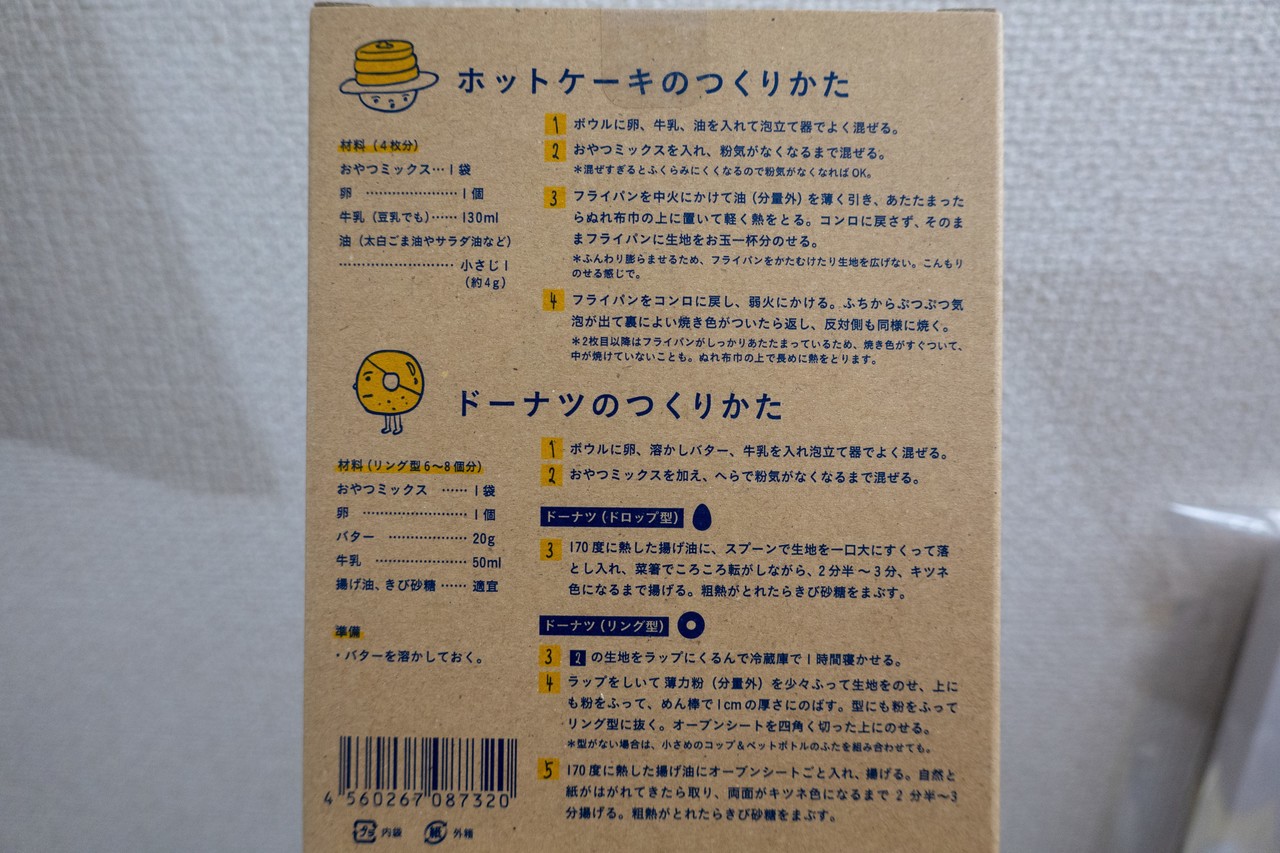 ホットケーキのつくりかた
材料（4枚分）
おやつミックス…1袋
卵 …………………1個
牛乳（豆乳でも）……130ml
油（太白ごま油やサラダ油など）
……………………小さじ1
（約4g）
1 ボウルに卵、牛乳、油を入れて泡立て器でよく混ぜる。
2 おやつミックスを入れ、粉気がなくなるまで混ぜる。
＊混ぜすぎるとふくらみにくくなるので粉気がなくなればOK。
3 フライパンを中火にかけて油（分量外）を薄く引き、あたたまった
らぬれ布巾の上に置いて軽く熱をとる。コンロに戻さず、そのま
まフライパンに生地をお玉一杯分のせる。
＊ふんわり膨らませるため、フライパンをかたむけたり生地を広げない。こんもり
のせる感じで。
4 フライパンをコンロに戻し、弱火にかける。ふちからぷつぷつ気
泡が出て裏によい焼き色がついたら返し、反対側も同様に焼く。
＊2枚目以降はフライパンがしっかりあたたまっているため、焼き色がすぐついて、
中が焼けていないことも。ぬれ布巾の上で長めに熱をとります。
ドーナツのつくりかた
材料（リング型6〜8個分）
おやつミックス ……1袋
卵 …………………1個
バター ……………20g
牛乳 ………………50ml
揚げ油、きび砂糖……適宜
準備
・バターを溶かしておく。
1 ボウルに卵、溶かしバター、牛乳を入れ泡立て器でよく混ぜる。
2 おやつミックスを加え、へらで粉気がなくなるまで混ぜる。
ドーナツ（ドロップ型）
3 170度に熱した揚げ油に、スプーンで生地を一口大にすくって落
とし入れ、菜箸でころころ転がしながら、2分半〜3分、キツネ
色になるまで揚げる。粗熱がとれたらきび砂糖をまぶす。
ドーナツ（リング型）
3 2の生地をラップにくるんで冷蔵庫で1時間寝かせる。
4 ラップをしいて薄力粉（分量外）を少々ふって生地をのせ、上に
も粉をふって、めん棒で1cmの厚さにのばす。型にも粉をふって
リング型に抜く。オーブンシートを四角く切った上にのせる。
＊型がない場合は、小さめのコップ＆ペットボトルのふたを組み合わせても。
5 170度に熱した揚げ油にオーブンシートごと入れ、揚げる。自然と
紙がはがれてきたら取り、両面がキツネ色になるまで 2 分半〜3
分揚げる。粗熱がとれたらきび砂糖をまぶす。
4 560267 087320
プラ 内袋 紙 外箱